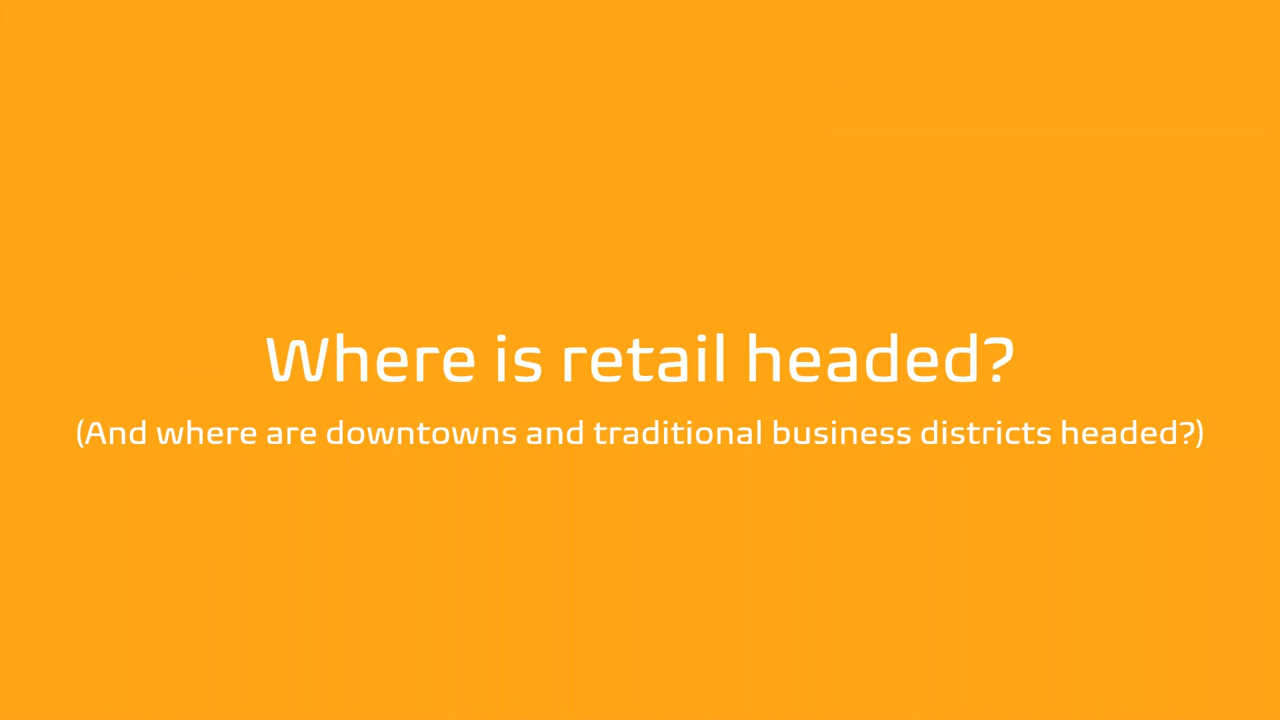 Where is retail headed?
(And where are downtowns and traditional business districts headed?)